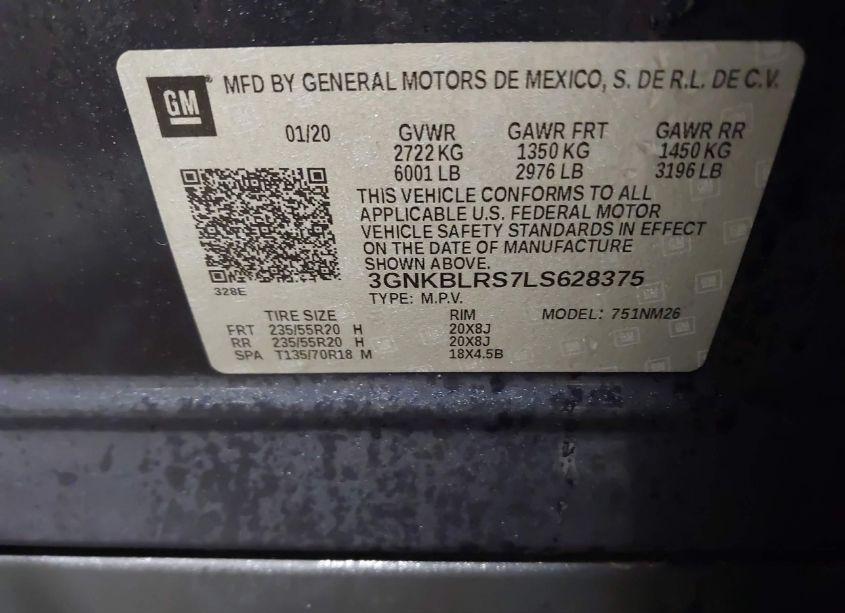 GM MFD BY GENERAL MOTORS DE MEXICO, S. DE R.L. DE C.V.
01/20 GVWR GAWR FRT GAWR RR
2722 KG 1350 KG 1450 KG
6001 LB 2976 LB 3196 LB
THIS VEHICLE CONFORMS TO ALL
APPLICABLE U.S. FEDERAL MOTOR
VEHICLE SAFETY STANDARDS IN EFFECT
ON THE DATE OF MANUFACTURE
SHOWN ABOVE.
328E
3GNKBLRS7LS628375
TYPE: M.P.V.
TIRE SIZE RIM MODEL: 751NM26
FRT 235/55R20 H 20X8J
RR 235/55R20 H 20X8J
SPA T135/70R18 M 18X4.5B